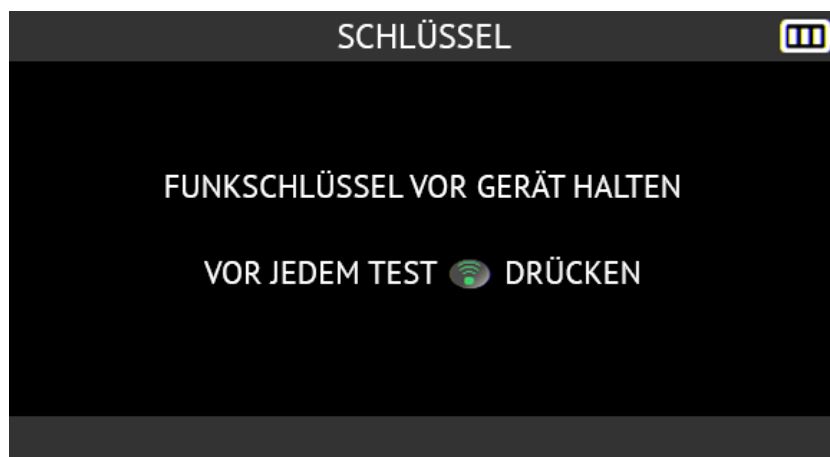 SCHLÜSSEL
FUNKSCHLÜSSEL VOR GERÄT HALTEN
VOR JEDEM TEST DRÜCKEN